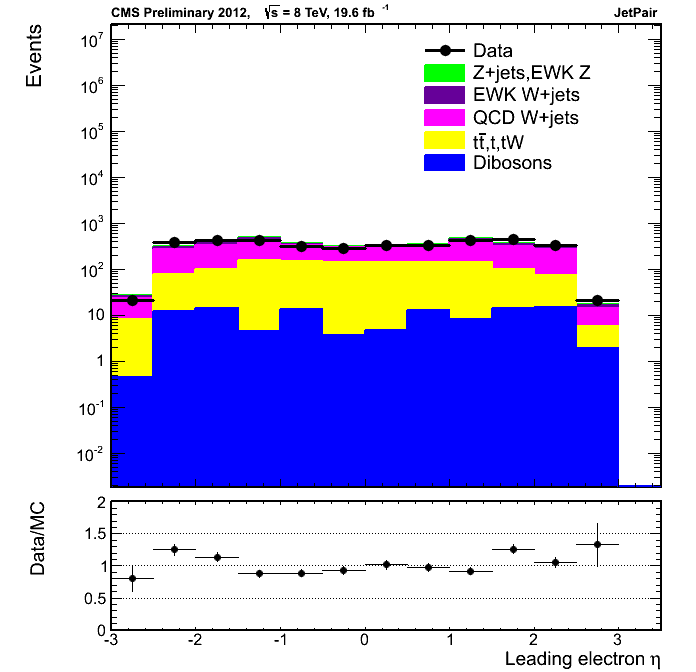 CMS Preliminary 2012, √s = 8 TeV, 19.6 fb⁻¹ JetPair
Events
10⁷
10⁶
10⁵
10⁴
10³
10²
10
1
10⁻¹
10⁻²
Data
Z+jets,EWK Z
EWK W+jets
QCD W+jets
tt̅,t,tW
Dibosons
Data/MC
2
1.5
1
0.5
0
-3 -2 -1 0 1 2 3
Leading electron η